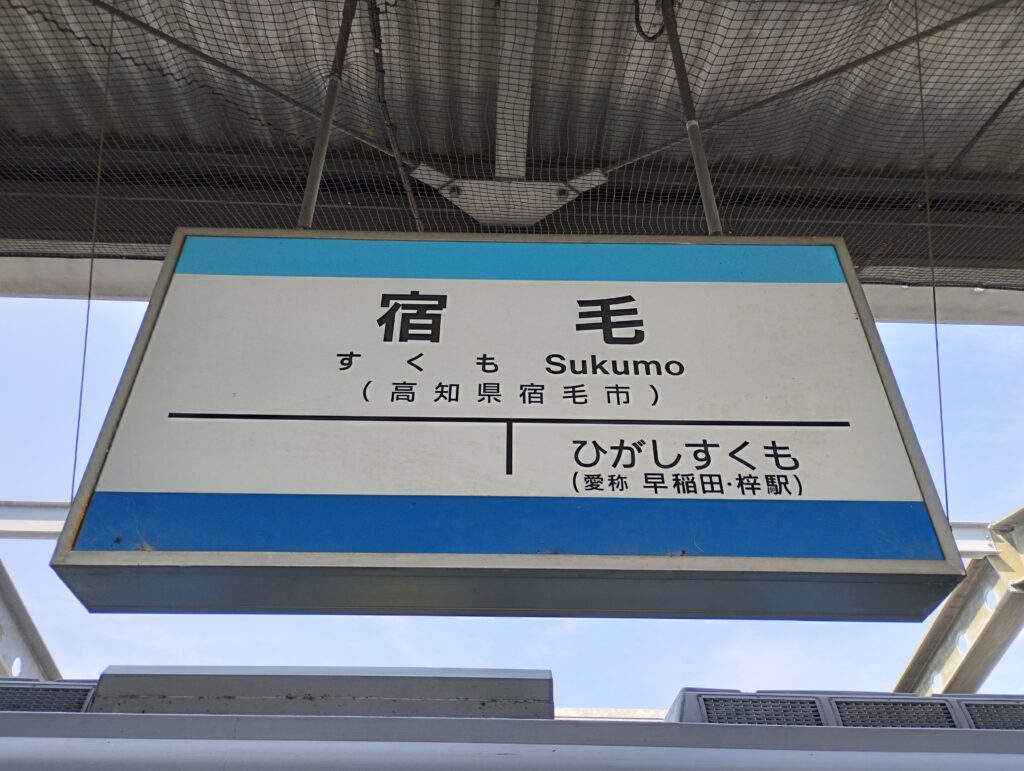 宿毛
すくも Sukumo
(高知県宿毛市)
ひがしすくも
(愛称 早稲田・梓駅)